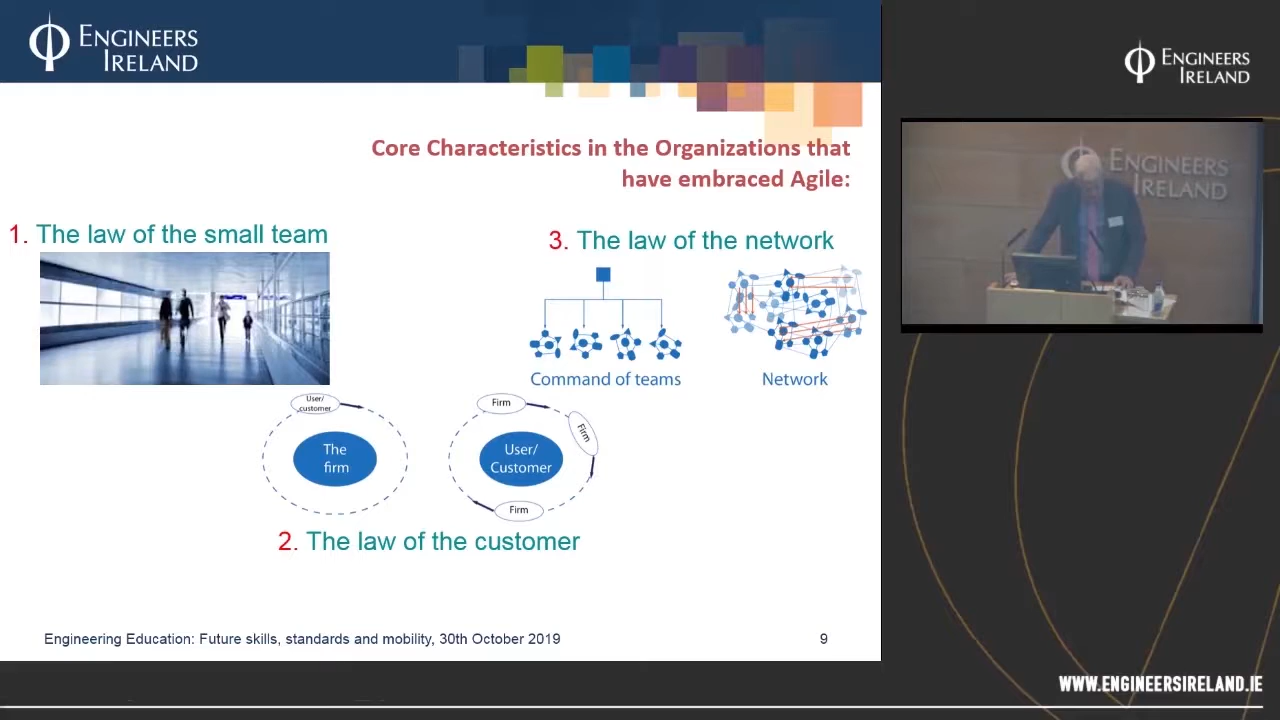 ENGINEERS
IRELAND
Core Characteristics in the Organizations that
have embraced Agile:
1. The law of the small team
3. The law of the network
Command of teams
Network
User/
customer
The
firm
Firm
Firm
User/
Customer
Firm
2. The law of the customer
Engineering Education: Future skills, standards and mobility, 30th October 2019
9
ENGINEERS
IRELAND
ENGINEERS
IRELAND
WWW.ENGINEERSIRELAND.IE